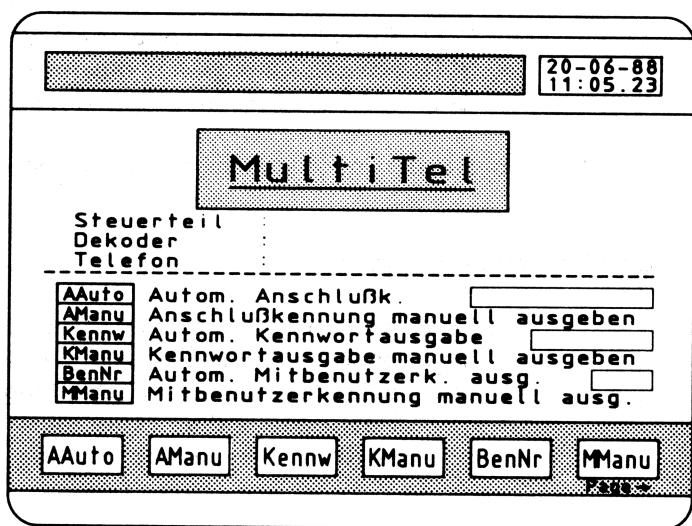 20-06-88
11:05.23
MultiTel
Steuerteil :
Dekoder :
Telefon :
AAuto Autom. Anschlußk.
AManu Anschlußkennung manuell ausgeben
Kennw Autom. Kennwortausgabe
KManu Kennwortausgabe manuell ausgeben
BenNr Autom. Mitbenutzerk. ausg.
MManu Mitbenutzerkennung manuell ausg.
AAuto AManu Kennw KManu BenNr MManu
Page→